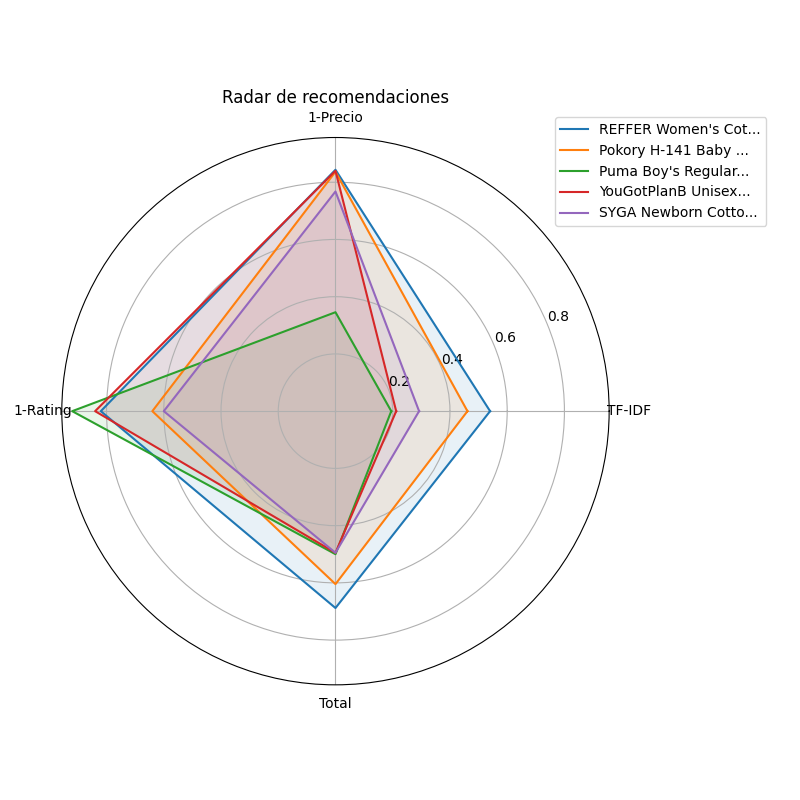 Radar de recomendaciones
1-Precio
REFFER Women's Cot...
Pokory H-141 Baby ...
Puma Boy's Regular...
YouGotPlanB Unisex...
SYGA Newborn Cotto...
0.8
0.6
0.4
0.2
1-Rating
TF-IDF
Total